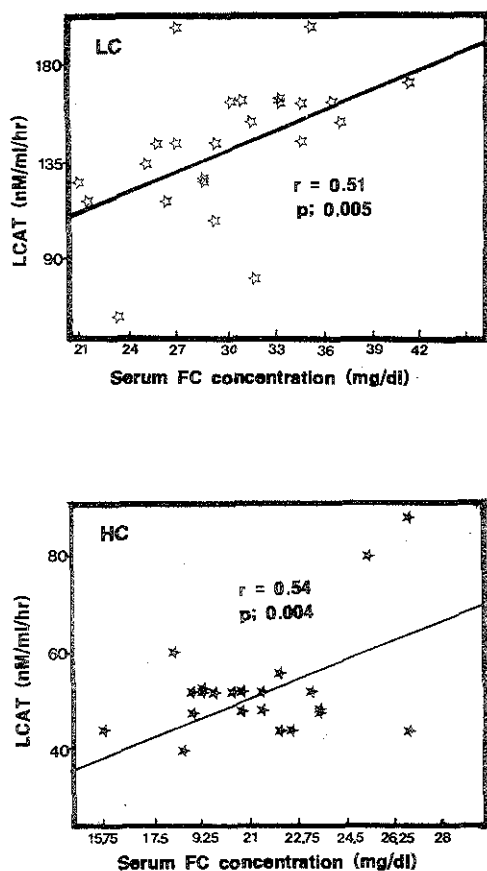 LC
180
135
90
LCAT (nM/ml/hr)
r = 0.51
p; 0.005
21 24 27 30 33 36 39 42
Serum FC concentration (mg/dl)
HC
80
60
40
LCAT (nM/ml/hr)
r = 0.54
p; 0.004
15,75 17.5 9.25 21 22,75 24,5 26,25 28
Serum FC concentration (mg/dl)